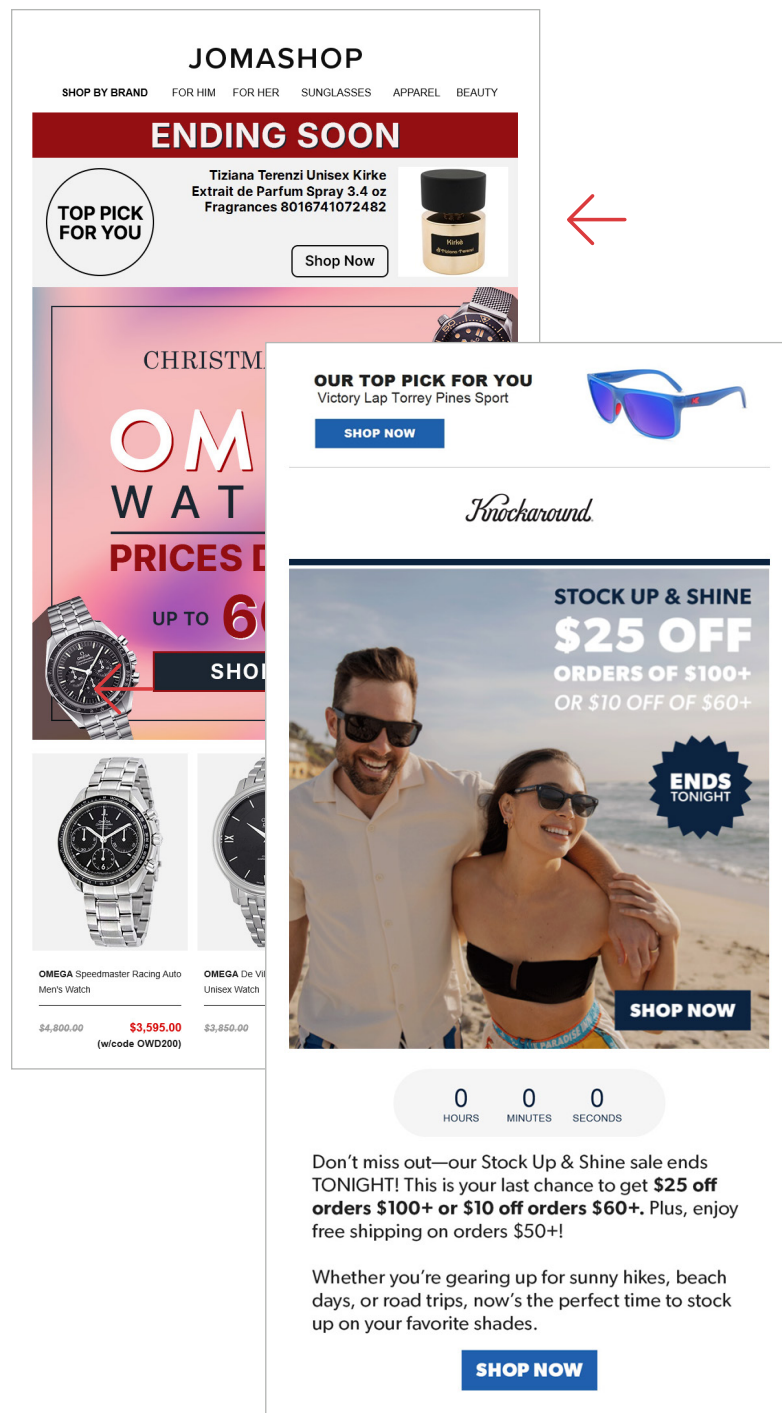 JOMASHOP
SHOP BY BRAND FOR HIM FOR HER SUNGLASSES APPAREL BEAUTY
ENDING SOON
TOP PICK
FOR YOU
Tiziana Terenzi Unisex Kirke
Extrait de Parfum Spray 3.4 oz
Fragrances 8016741072482
Shop Now
Kirkè
Tiziana Terenzi
CHRISTMA
OM
WAT
PRICES D
UP TO 60
SHOP
OMEGA Speedmaster Racing Auto
Men's Watch
$4,800.00 $3,595.00
(w/code OWD200)
OMEGA De Vil
Unisex Watch
$3,850.00
OUR TOP PICK FOR YOU
Victory Lap Torrey Pines Sport
SHOP NOW
Knockaround
STOCK UP & SHINE
$25 OFF
ORDERS OF $100+
OR $10 OFF OF $60+
ENDS
TONIGHT
PARADISE
SHOP NOW
0 0 0
HOURS MINUTES SECONDS
Don't miss out—our Stock Up & Shine sale ends
TONIGHT! This is your last chance to get $25 off
orders $100+ or $10 off orders $60+. Plus, enjoy
free shipping on orders $50+!
Whether you're gearing up for sunny hikes, beach
days, or road trips, now's the perfect time to stock
up on your favorite shades.
SHOP NOW